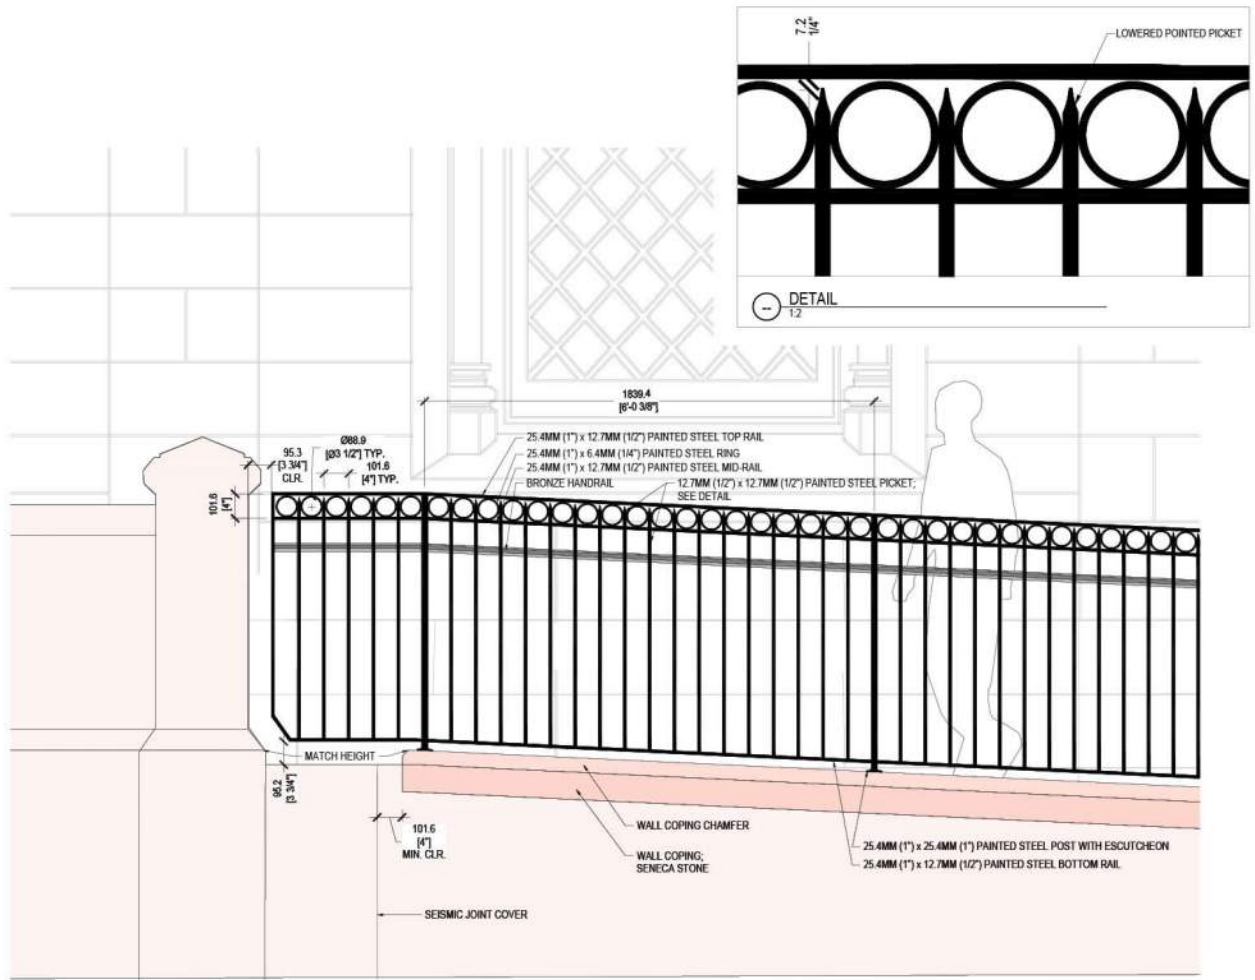 7.2
1/4"
LOWERED POINTED PICKET
--
DETAIL
1:2
1839.4
[6'-0 3/8"]
25.4MM (1") x 12.7MM (1/2") PAINTED STEEL TOP RAIL
25.4MM (1") x 6.4MM (1/4") PAINTED STEEL RING
25.4MM (1") x 12.7MM (1/2") PAINTED STEEL MID-RAIL
BRONZE HANDRAIL
12.7MM (1/2") x 12.7MM (1/2") PAINTED STEEL PICKET;
SEE DETAIL
95.3
[3 3/4"]
CLR.
Ø88.9
[Ø3 1/2"] TYP.
101.6
[4"] TYP.
101.6
[4"]
MATCH HEIGHT
95.2
[3 3/4"]
101.6
[4"]
MIN. CLR.
WALL COPING CHAMFER
WALL COPING;
SENECA STONE
25.4MM (1") x 25.4MM (1") PAINTED STEEL POST WITH ESCUTCHEON
25.4MM (1") x 12.7MM (1/2") PAINTED STEEL BOTTOM RAIL
SEISMIC JOINT COVER